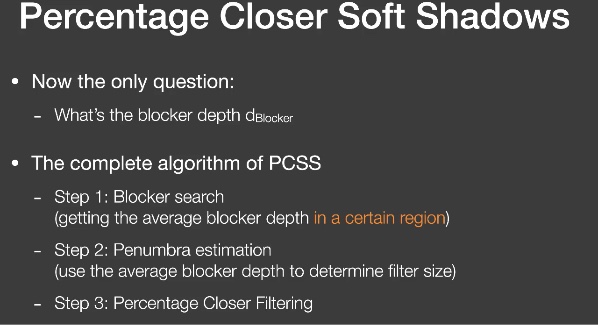 Percentage Closer Soft Shadows
• Now the only question:
- What's the blocker depth dBlocker
• The complete algorithm of PCSS
- Step 1: Blocker search
(getting the average blocker depth in a certain region)
- Step 2: Penumbra estimation
(use the average blocker depth to determine filter size)
- Step 3: Percentage Closer Filtering